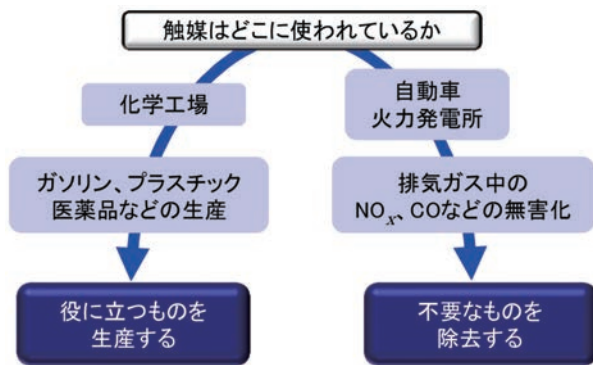 触媒はどこに使われているか
化学工場
自動車
火力発電所
ガソリン、プラスチック
医薬品などの生産
排気ガス中の
NOx、COなどの無害化
役に立つものを
生産する
不要なものを
除去する